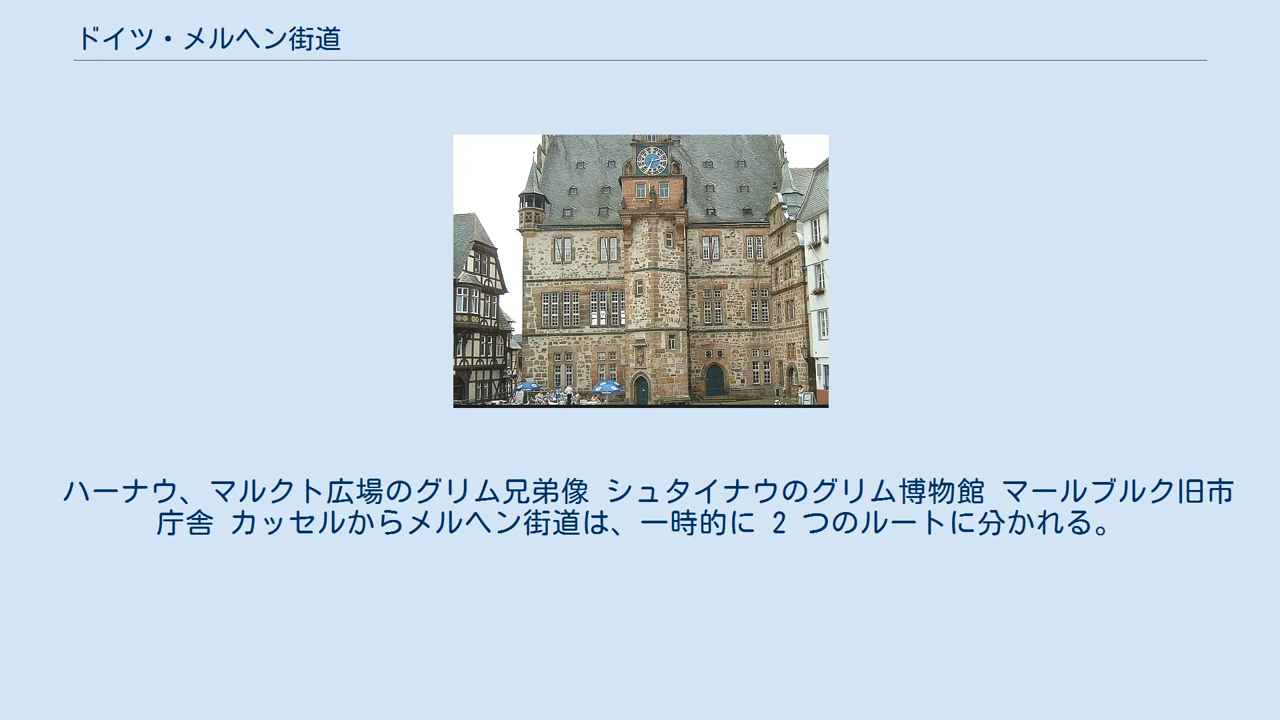 ドイツ・メルヘン街道
ハーナウ、マルクト広場のグリム兄弟像 シュタイナウのグリム博物館 マールブルク旧市
庁舎 カッセルからメルヘン街道は、一時的に 2 つのルートに分かれる。